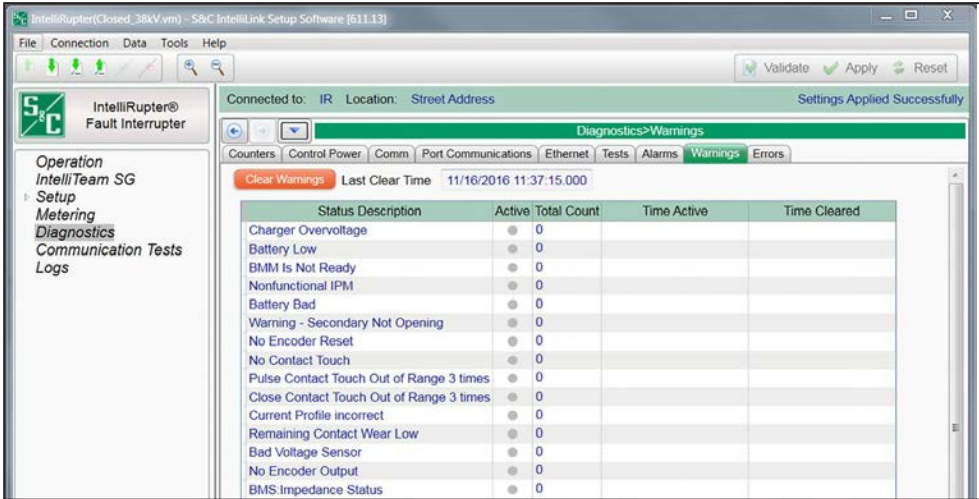 IntelliRupter(Closed_38kV.vm) - S&C IntelliLink Setup Software [611.13]
File Connection Data Tools Help
Validate Apply Reset
S&C
IntelliRupter®
Fault Interrupter
Connected to: IR Location: Street Address Settings Applied Successfully
Diagnostics>Warnings
Counters Control Power Comm Port Communications Ethernet Tests Alarms Warnings Errors
Operation
IntelliTeam SG
Setup
Metering
Diagnostics
Communication Tests
Logs
Clear Warnings Last Clear Time 11/16/2016 11:37:15.000
Status Description Active Total Count Time Active Time Cleared
Charger Overvoltage 0
Battery Low 0
BMM Is Not Ready 0
Nonfunctional IPM 0
Battery Bad 0
Warning - Secondary Not Opening 0
No Encoder Reset 0
No Contact Touch 0
Pulse Contact Touch Out of Range 3 times 0
Close Contact Touch Out of Range 3 times 0
Current Profile incorrect 0
Remaining Contact Wear Low 0
Bad Voltage Sensor 0
No Encoder Output 0
BMS:Impedance Status 0